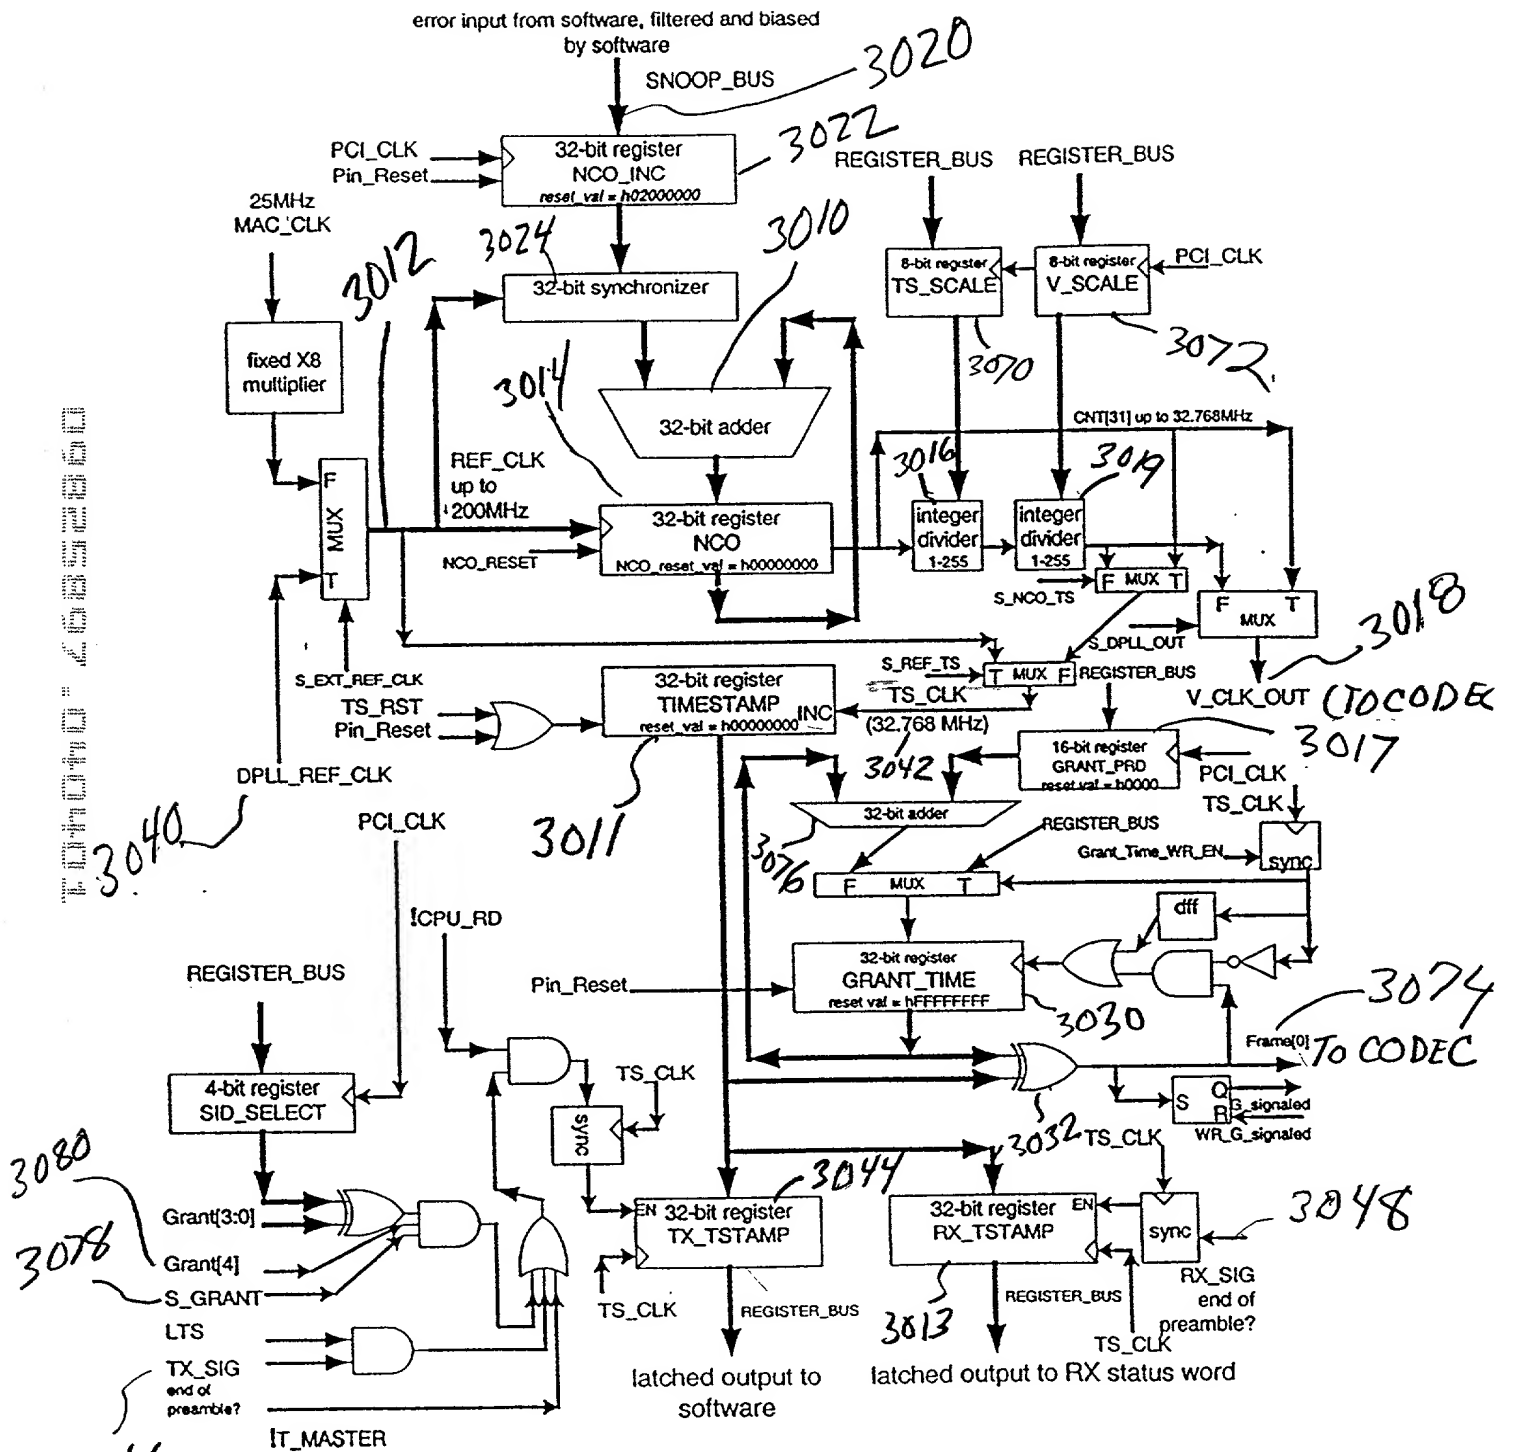 error input from software, filtered and biased
by software
SNOOP_BUS
3020
PCI_CLK
Pin_Reset
32-bit register
NCO_INC
reset_val = h02000000
3022
REGISTER_BUS
REGISTER_BUS
25MHz
MAC_CLK
3012
3024
32-bit synchronizer
3010
8-bit register
TS_SCALE
8-bit register
V_SCALE
PCI_CLK
3070
3072
fixed X8
multiplier
3014
32-bit adder
CNT[31] up to 32.768MHz
F
MUX
T
REF_CLK
up to
200MHz
3016
3019
32-bit register
NCO
NCO_reset_val = h00000000
NCO_RESET
integer
divider
1-255
integer
divider
1-255
F MUX T
S_NCO_TS
F T
MUX
S_DPLL_OUT
3018
V_CLK_OUT (TO CODEC
S_EXT_REF_CLK
TS_RST
Pin_Reset
32-bit register
TIMESTAMP
reset_val = h00000000
INC
S_REF_TS
T MUX F
REGISTER_BUS
TS_CLK
(32.768 MHz)
3042
3017
16-bit register
GRANT_PRD
reset val = h0000
PCI_CLK
DPLL_REF_CLK
3040
3011
PCI_CLK
32-bit adder
3076
REGISTER_BUS
TS_CLK
Grant_Time_WR_EN
sync
F MUX T
dff
!CPU_RD
REGISTER_BUS
Pin_Reset
32-bit register
GRANT_TIME
reset val = hFFFFFFFF
3030
3074
Frame[0]
TO CODEC
4-bit register
SID_SELECT
TS_CLK
sync
3032
S Q
R
G_signaled
WR_G_signaled
TS_CLK
3080
Grant[3:0]
Grant[4]
3078
S_GRANT
LTS
TX_SIG
end of
preamble?
!T_MASTER
3044
EN
32-bit register
TX_TSTAMP
TS_CLK
REGISTER_BUS
latched output to
software
32-bit register
RX_TSTAMP
EN
3013
sync
3048
RX_SIG
end of
preamble?
REGISTER_BUS
TS_CLK
latched output to RX status word